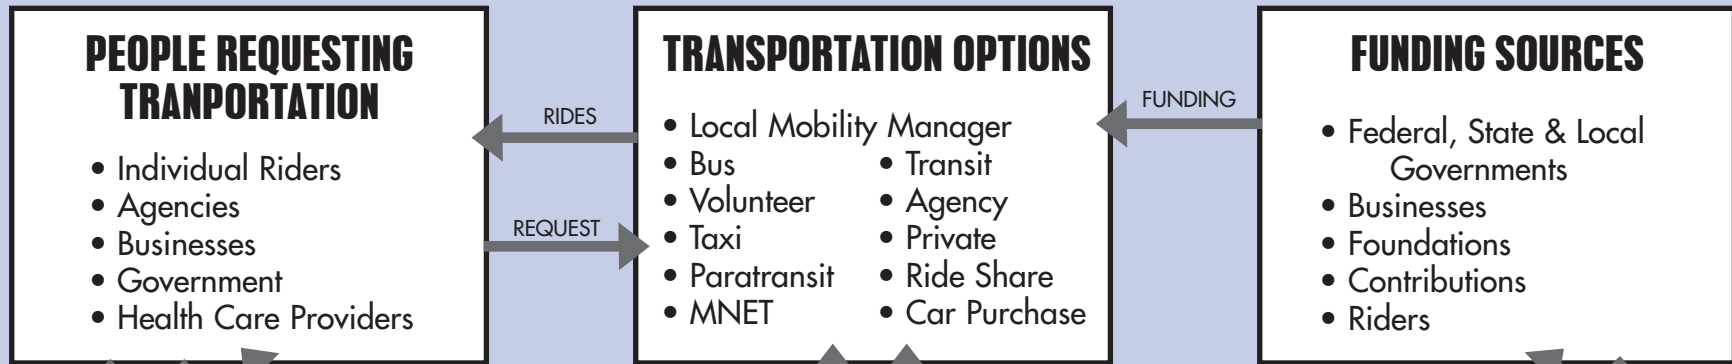 PEOPLE REQUESTING
TRANPORTATION
• Individual Riders
• Agencies
• Businesses
• Government
• Health Care Providers
RIDES
REQUEST
TRANSPORTATION OPTIONS
• Local Mobility Manager
• Bus • Transit
• Volunteer • Agency
• Taxi • Private
• Paratransit • Ride Share
• MNET • Car Purchase
FUNDING
FUNDING SOURCES
• Federal, State & Local
Governments
• Businesses
• Foundations
• Contributions
• Riders